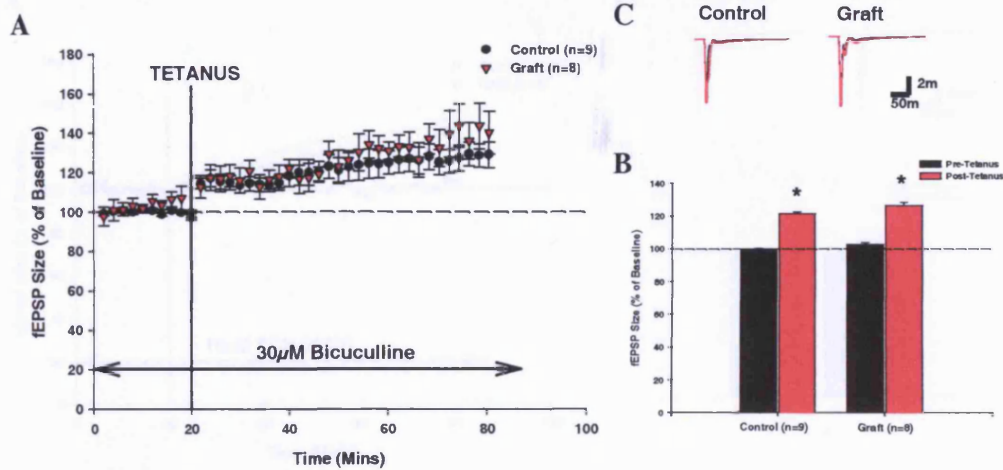 A
180
160
140
120
100
80
60
40
20
0
fEPSP Size (% of Baseline)
TETANUS
Control (n=9)
Graft (n=8)
30µM Bicuculline
0 20 40 60 80 100
Time (Mins)
C
Control Graft
2m
50m
B
Pre-Tetanus
Post-Tetanus
140
120
100
80
60
40
20
0
fEPSP Size (% of Baseline)
* *
Control (n=9) Graft (n=8)